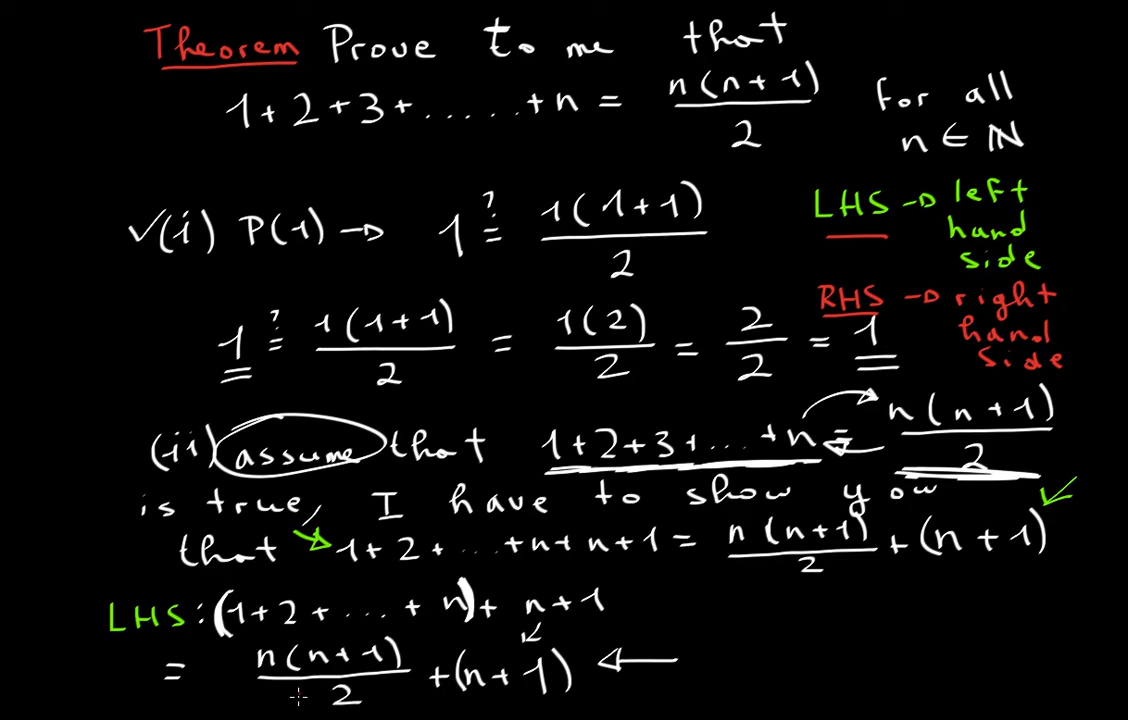 Theorem Prove to me that
1+2+3+......+n = n(n+1)/2 for all n ∈ ℕ
✓(i) P(1) → 1 ≟ 1(1+1)/2
LHS → left hand side
1 ≟ 1(1+1)/2 = 1(2)/2 = 2/2 = 1
RHS → right hand side
(ii) assume that 1+2+3+...+n = n(n+1)/2
is true, I have to show you
that 1+2+...+n+n+1 = n(n+1)/2 + (n+1)
LHS: (1+2+...+n)+n+1
= n(n+1)/2 + (n+1) ←